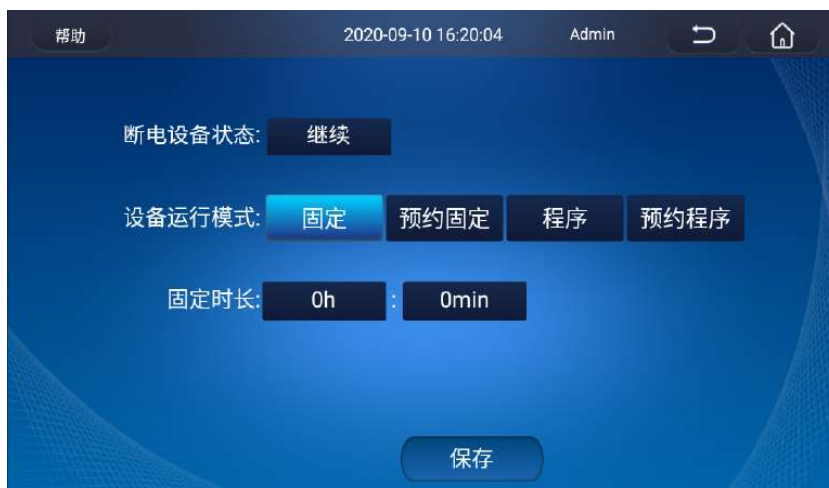 帮助 2020-09-10 16:20:04 Admin
断电设备状态: 继续
设备运行模式: 固定 预约固定 程序 预约程序
固定时长: 0h : 0min
保存